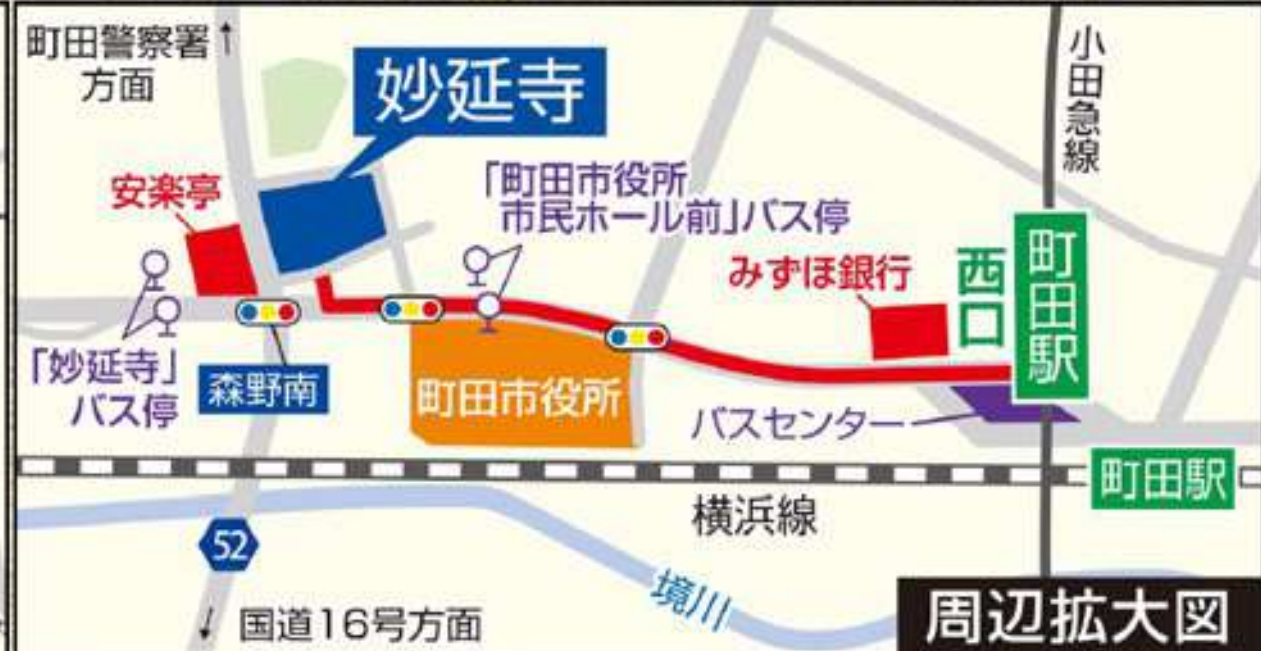 町田警察署
方面
妙延寺
小田急線
安楽亭
「町田市役所
市民ホール前」バス停
みずほ銀行
西口
町田駅
「妙延寺」
バス停
森野南
町田市役所
バスセンター
町田駅
横浜線
52
境川
国道16号方面
周辺拡大図